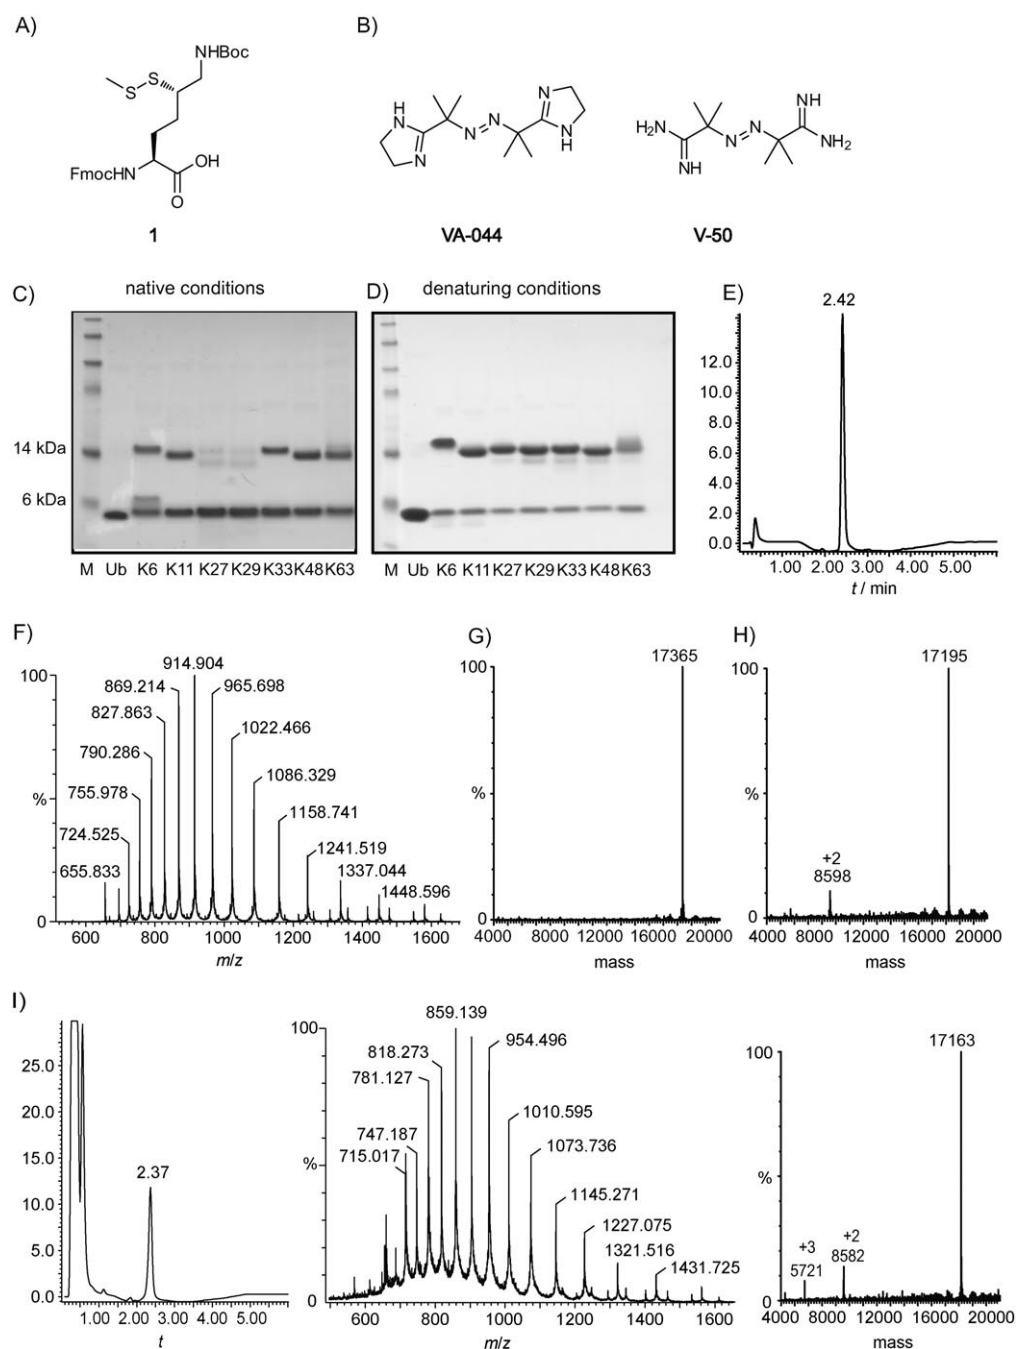 A)
NHBoc
S
S
OH
FmocHN
O
1
B)
H
N
N
N
N
N
N
H
VA-044
H2N
NH
N
N
NH
NH2
V-50
C)
native conditions
14 kDa
6 kDa
M Ub K6 K11 K27 K29 K33 K48 K63
D)
denaturing conditions
M Ub K6 K11 K27 K29 K33 K48 K63
E)
2.42
12.0
10.0
8.0
6.0
4.0
2.0
0.0
1.00 2.00 3.00 4.00 5.00
t / min
F)
100
%
0
914.904
869.214
965.698
827.863
1022.466
790.286
1086.329
755.978
1158.741
724.525
1241.519
655.833
1337.044
1448.596
600 800 1000 1200 1400 1600
m/z
G)
17365
100
%
0
4000 8000 12000 16000 20000
mass
H)
17195
100
%
+2
8598
0
4000 8000 12000 16000 20000
mass
I)
25.0
20.0
15.0
10.0
5.0
0.0
2.37
1.00 2.00 3.00 4.00 5.00
t
859.139
100
%
0
818.273
954.496
781.127
1010.595
747.187
1073.736
715.017
1145.271
1227.075
1321.516
1431.725
600 800 1000 1200 1400 1600
m/z
17163
100
%
+3
5721
+2
8582
0
4000 8000 12000 16000 20000
mass